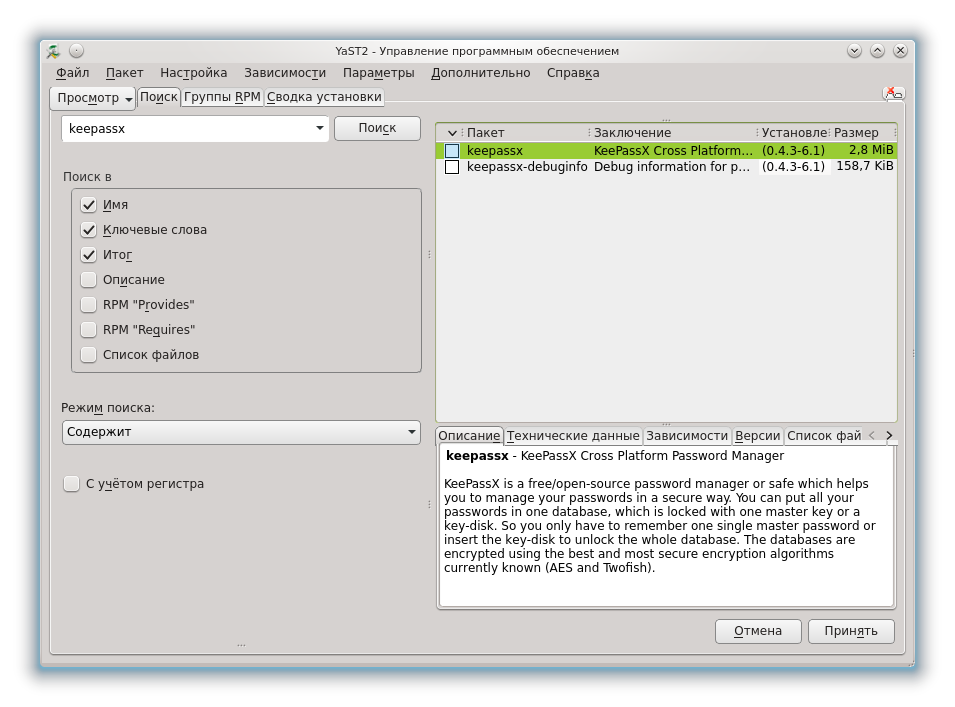 YaST2 - Управление программным обеспечением
Файл Пакет Настройка Зависимости Параметры Дополнительно Справка
Просмотр Поиск Группы RPM Сводка установки
keepassx Поиск
Поиск в
Имя
Ключевые слова
Итог
Описание
RPM "Provides"
RPM "Requires"
Список файлов
Режим поиска:
Содержит
С учётом регистра
Пакет Заключение Установле Размер
keepassx KeePassX Cross Platform... (0.4.3-6.1) 2,8 MiB
keepassx-debuginfo Debug information for p... (0.4.3-6.1) 158,7 KiB
Описание Технические данные Зависимости Версии Список фай
keepassx - KeePassX Cross Platform Password Manager
KeePassX is a free/open-source password manager or safe which helps
you to manage your passwords in a secure way. You can put all your
passwords in one database, which is locked with one master key or a
key-disk. So you only have to remember one single master password or
insert the key-disk to unlock the whole database. The databases are
encrypted using the best and most secure encryption algorithms
currently known (AES and Twofish).
Отмена Принять